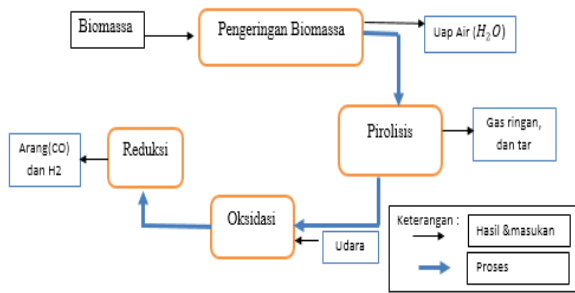 Biomassa
Pengeringan Biomassa
Uap Air (H₂O)
Pirolisis
Gas ringan,
dan tar
Reduksi
Arang(CO)
dan H2
Oksidasi
Udara
Keterangan :
Hasil &masukan
Proses